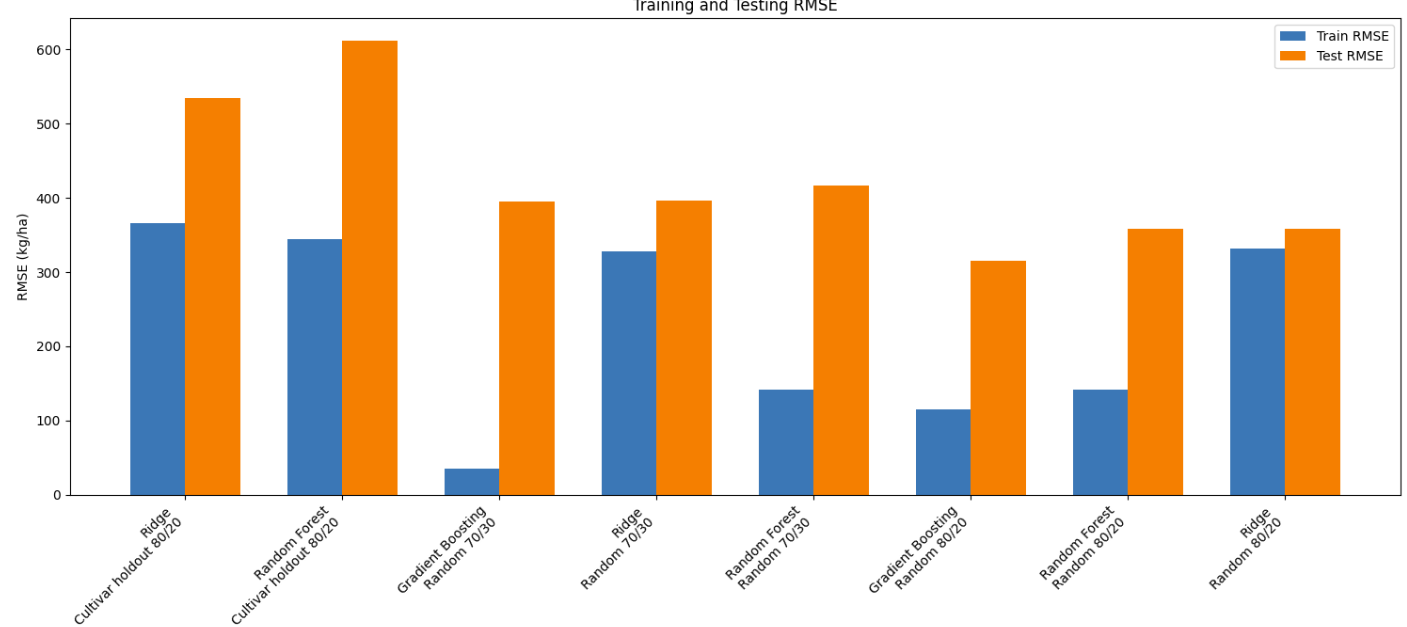 Training and Testing RMSE
Train RMSE
Test RMSE
RMSE (kg/ha)
600
500
400
300
200
100
0
Ridge
Cultivar holdout 80/20
Random Forest
Cultivar holdout 80/20
Gradient Boosting
Random 70/30
Ridge
Random 70/30
Random Forest
Random 70/30
Gradient Boosting
Random 80/20
Random Forest
Random 80/20
Ridge
Random 80/20